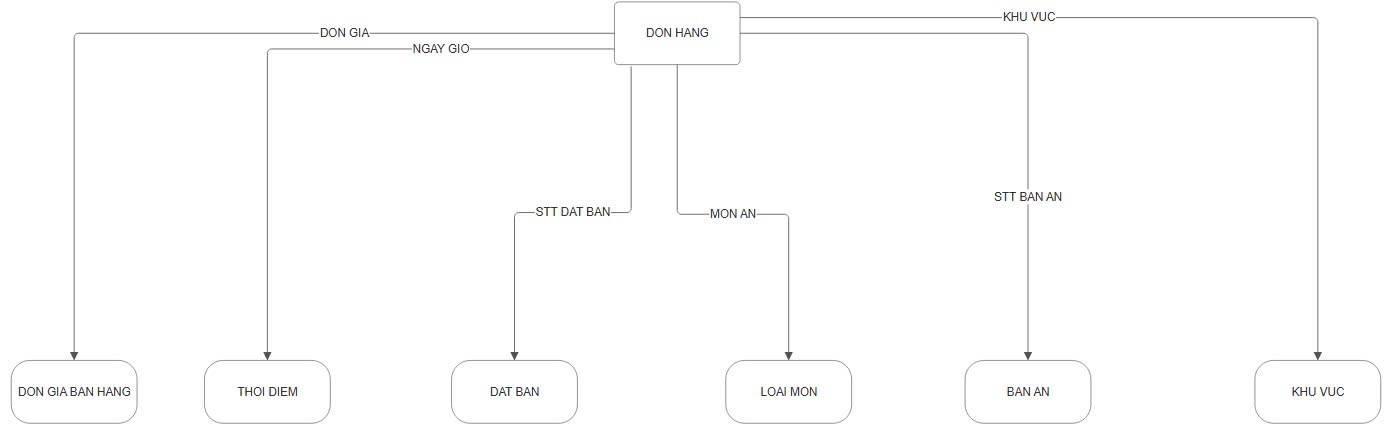 KHU VUC
DON GIA
DON HANG
NGAY GIO
STT BAN AN
STT DAT BAN
MON AN
DON GIA BAN HANG
THOI DIEM
DAT BAN
LOAI MON
BAN AN
KHU VUC